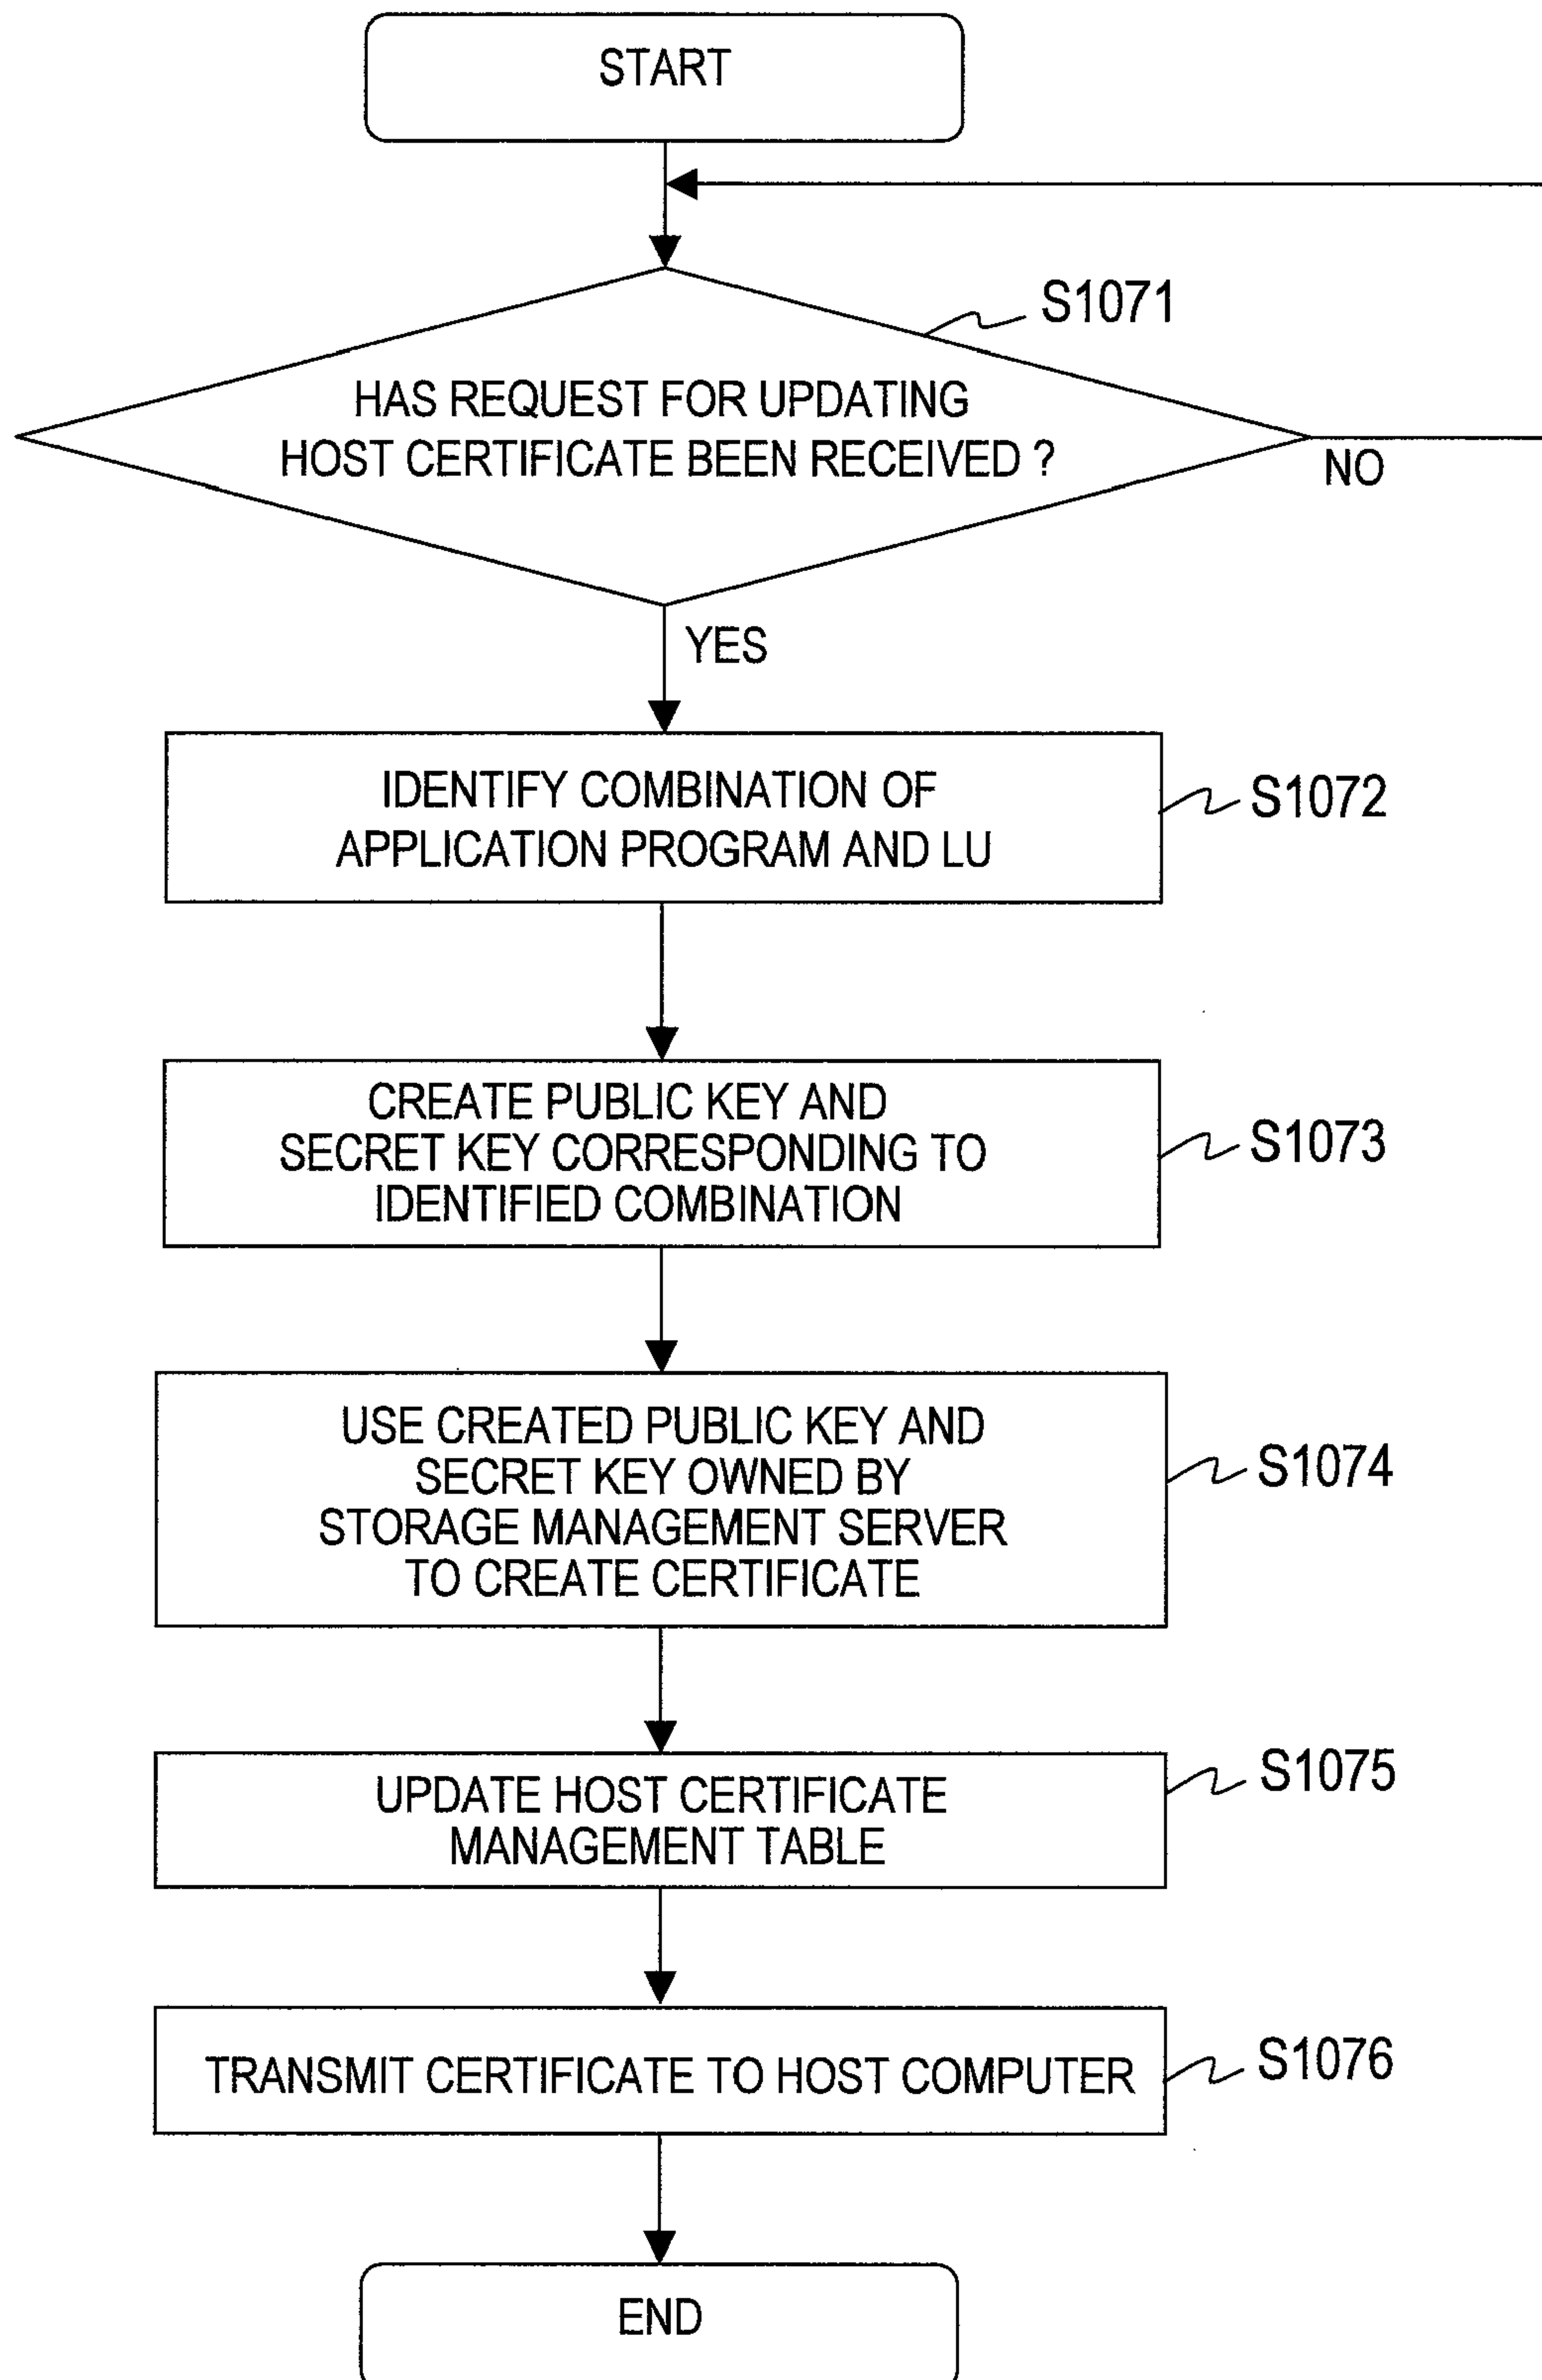 START
S1071
HAS REQUEST FOR UPDATING
HOST CERTIFICATE BEEN RECEIVED ?
NO
YES
IDENTIFY COMBINATION OF
APPLICATION PROGRAM AND LU
S1072
CREATE PUBLIC KEY AND
SECRET KEY CORRESPONDING TO
IDENTIFIED COMBINATION
S1073
USE CREATED PUBLIC KEY AND
SECRET KEY OWNED BY
STORAGE MANAGEMENT SERVER
TO CREATE CERTIFICATE
S1074
UPDATE HOST CERTIFICATE
MANAGEMENT TABLE
S1075
TRANSMIT CERTIFICATE TO HOST COMPUTER
S1076
END